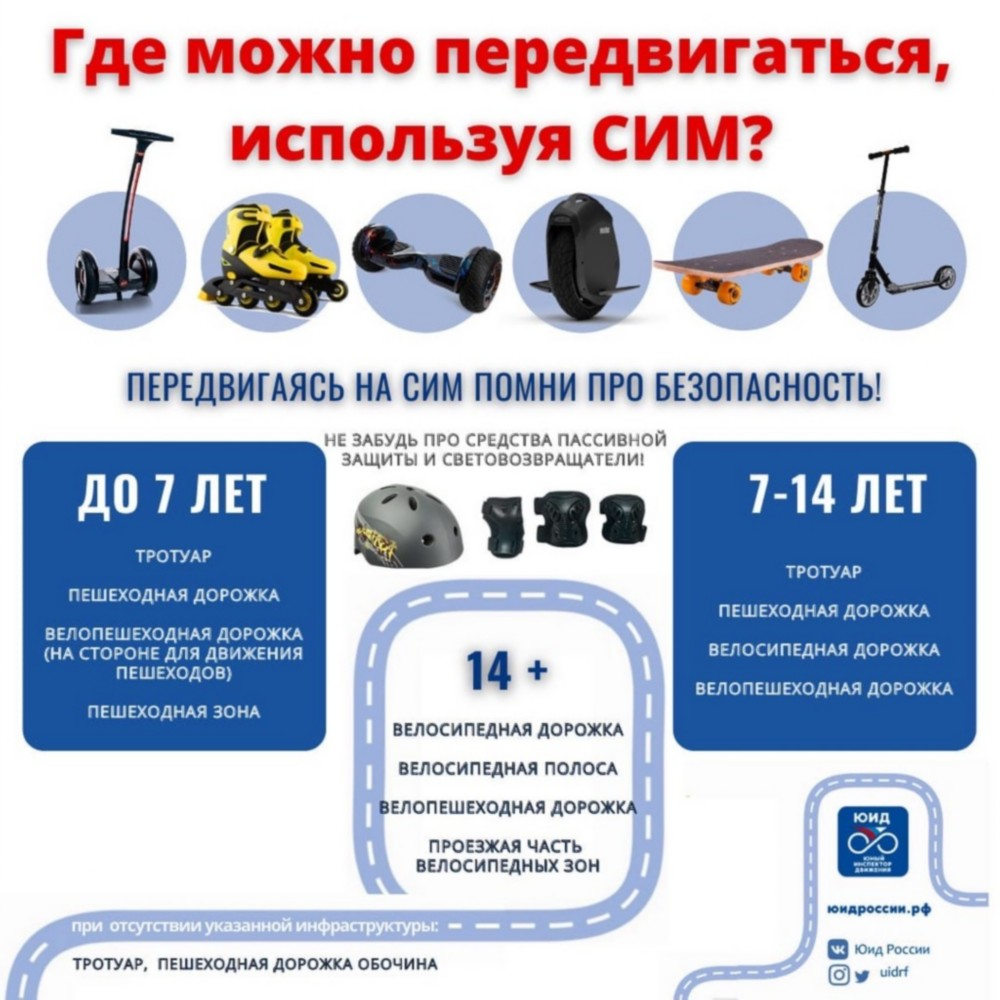 Где можно передвигаться,
используя СИМ?
ПЕРЕДВИГАЯСЬ НА СИМ ПОМНИ ПРО БЕЗОПАСНОСТЬ!
НЕ ЗАБУДЬ ПРО СРЕДСТВА ПАССИВНОЙ
ЗАЩИТЫ И СВЕТОВОЗВРАЩАТЕЛИ!
ДО 7 ЛЕТ
ТРОТУАР
ПЕШЕХОДНАЯ ДОРОЖКА
ВЕЛОПЕШЕХОДНАЯ ДОРОЖКА
(НА СТОРОНЕ ДЛЯ ДВИЖЕНИЯ
ПЕШЕХОДОВ)
ПЕШЕХОДНАЯ ЗОНА
7-14 ЛЕТ
ТРОТУАР
ПЕШЕХОДНАЯ ДОРОЖКА
ВЕЛОСИПЕДНАЯ ДОРОЖКА
ВЕЛОПЕШЕХОДНАЯ ДОРОЖКА
14 +
ВЕЛОСИПЕДНАЯ ДОРОЖКА
ВЕЛОСИПЕДНАЯ ПОЛОСА
ВЕЛОПЕШЕХОДНАЯ ДОРОЖКА
ПРОЕЗЖАЯ ЧАСТЬ
ВЕЛОСИПЕДНЫХ ЗОН
при отсутствии указанной инфраструктуры:
ТРОТУАР, ПЕШЕХОДНАЯ ДОРОЖКА ОБОЧИНА
ЮИД
ЮНЫЙ
ИНСПЕКТОР
ДВИЖЕНИЯ
юидроссии.рф
Юид России
uidrf